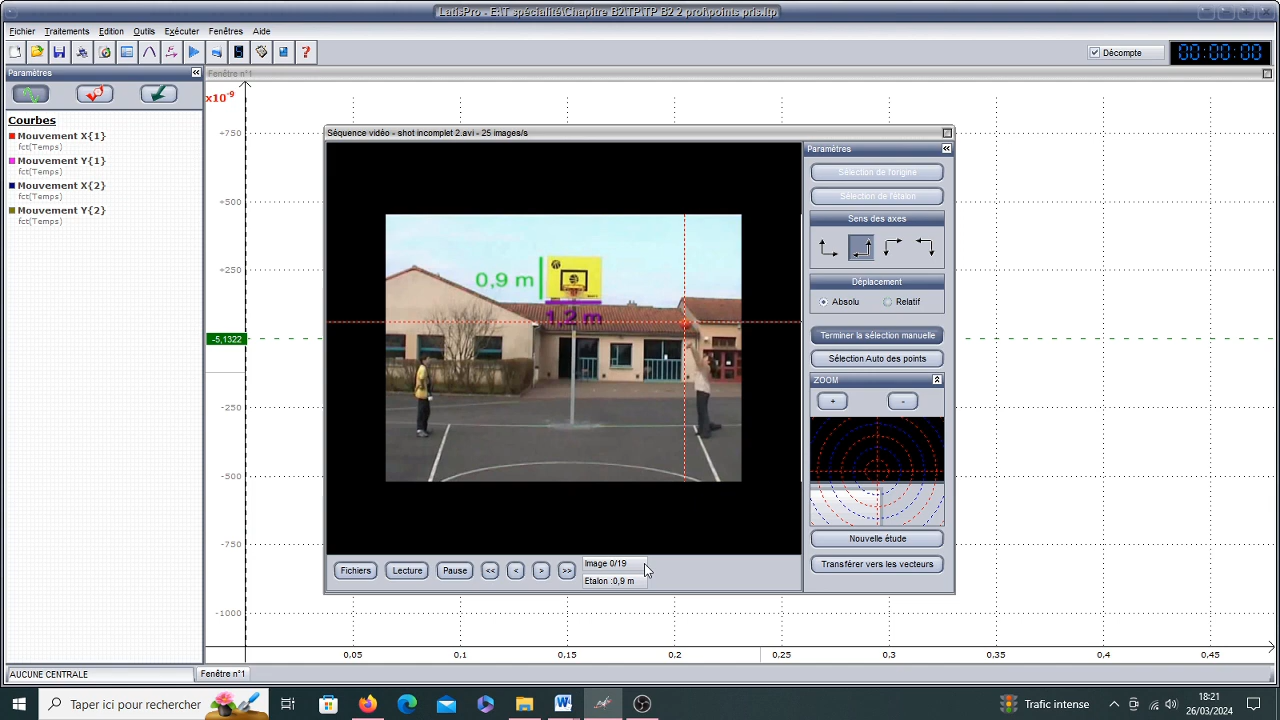 LatisPro - E:\T spécialité\Chapitre B2\TP\TP B2 2 prof\points pris.ltp
Fichier Traitements Edition Outils Exécuter Fenêtres Aide
Décompte
00:00:00
Paramètres
Fenêtre n°1
x10-9
Courbes
Mouvement X{1}
fct(Temps)
Mouvement Y{1}
fct(Temps)
Mouvement X{2}
fct(Temps)
Mouvement Y{2}
fct(Temps)
+750
+500
+250
-5,1322
-250
-500
-750
-1000
0,05 0,1 0,15 0,2 0,25 0,3 0,35 0,4 0,45
Séquence vidéo - shot incomplet 2.avi - 25 images/s
0,9 m
1,2 m
Paramètres
Sélection de l'origine
Sélection de l'étalon
Sens des axes
Déplacement
Absolu Relatif
Terminer la sélection manuelle
Sélection Auto des points
ZOOM
+ -
Nouvelle étude
Transférer vers les vecteurs
Fichiers Lecture Pause << < > >>
Image 0/19
Etalon :0,9 m
AUCUNE CENTRALE
Fenêtre n°1
Taper ici pour rechercher
Trafic intense
18:21
26/03/2024